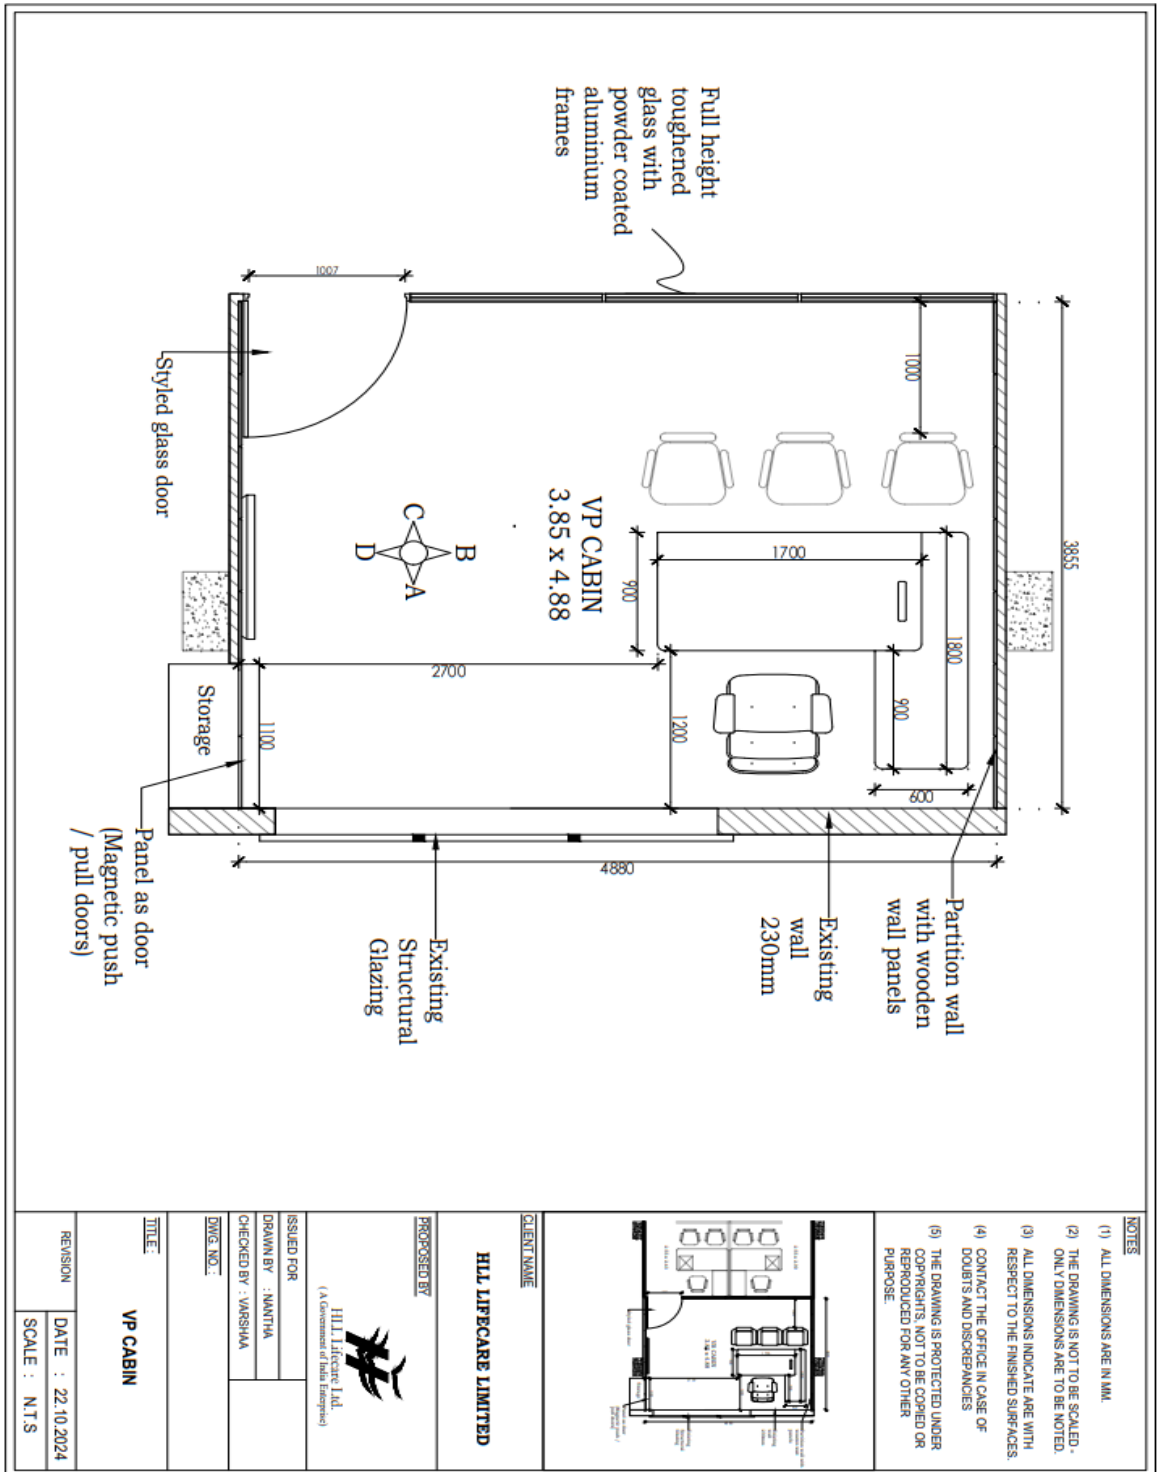 Full height
toughened
glass with
powder coated
aluminium
frames
1007
Styled glass door
1000
3855
VP CABIN
3.85 x 4.88
A
B
C
D
1700
900
1800
900
600
2700
1200
1100
Storage
4880
Partition wall
with wooden
wall panels
Existing
wall
230mm
Existing
Structural
Glazing
Panel as door
(Magnetic push
/ pull doors)
NOTES
(1) ALL DIMENSIONS ARE IN MM.
(2) THE DRAWING IS NOT TO BE SCALED -
ONLY DIMENSIONS ARE TO BE NOTED.
(3) ALL DIMENSIONS INDICATE ARE WITH
RESPECT TO THE FINISHED SURFACES.
(4) CONTACT THE OFFICE IN CASE OF
DOUBTS AND DISCREPANCIES
(5) THE DRAWING IS PROTECTED UNDER
COPYRIGHTS, NOT TO BE COPIED OR
REPRODUCED FOR ANY OTHER
PURPOSE.
CLIENT NAME
HLL LIFECARE LIMITED
PROPOSED BY
HLL Lifecare Ltd.
( A Government of India Enterprise)
ISSUED FOR
DRAWN BY : NANTHA
CHECKED BY : VARSHAA
DWG. NO. :
TITLE :
VP CABIN
REVISION
DATE : 22.10.2024
SCALE : N.T.S